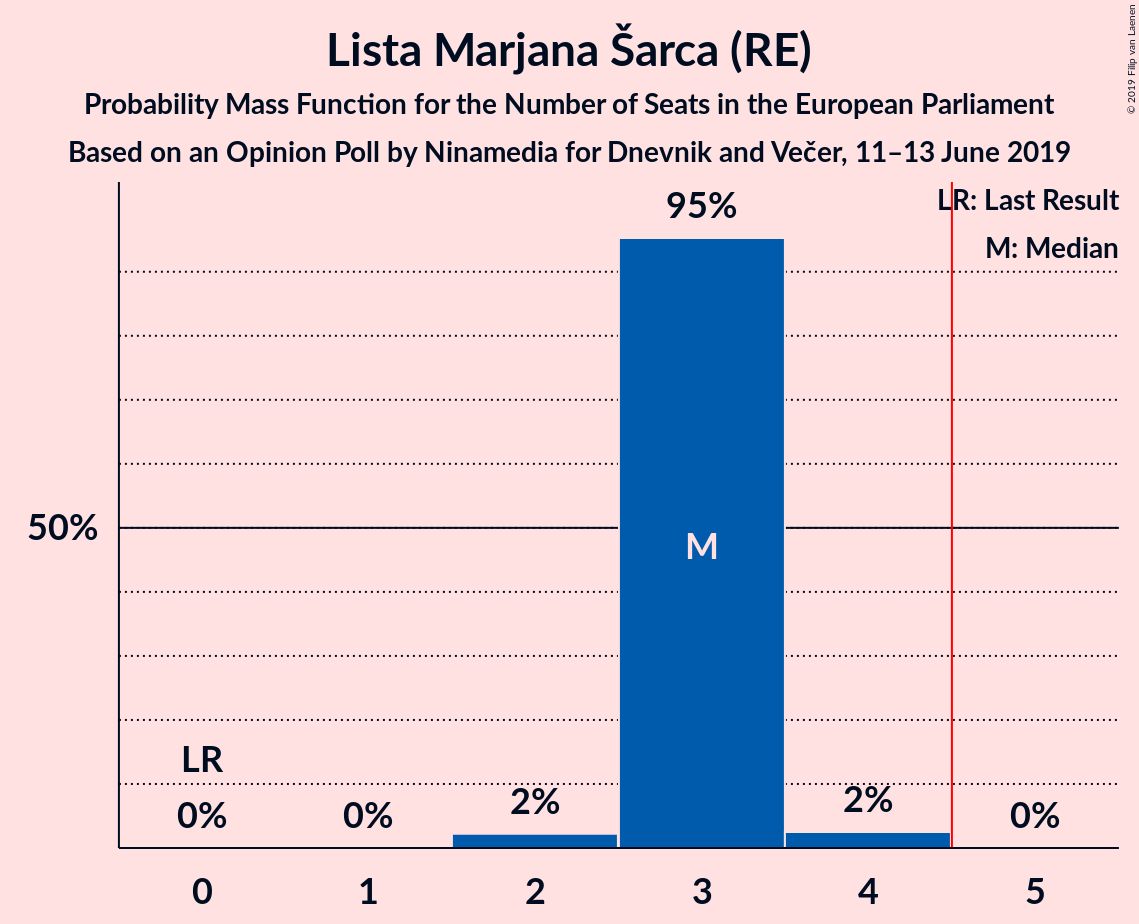 Lista Marjana Šarca (RE)
Probability Mass Function for the Number of Seats in the European Parliament
Based on an Opinion Poll by Ninamedia for Dnevnik and Večer, 11–13 June 2019
© 2019 Filip van Laenen
LR: Last Result
M: Median
95%
50%
M
LR
0%
0%
2%
2%
0%
0
1
2
3
4
5